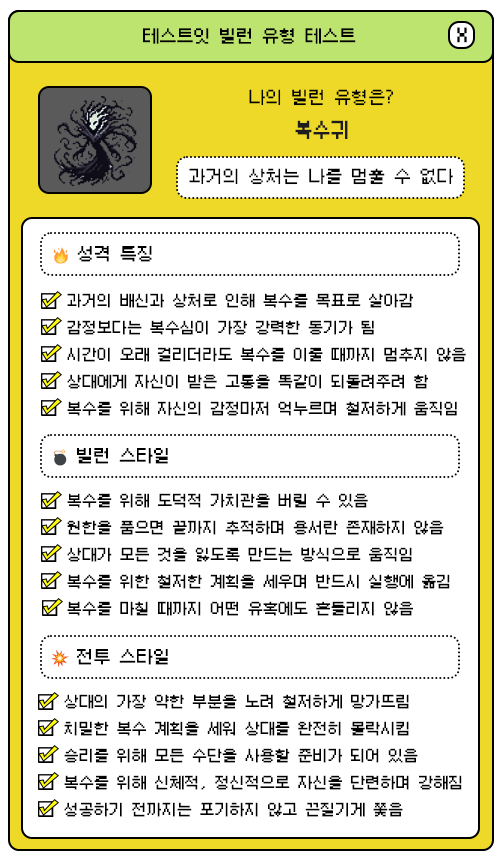 테스트잇 빌런 유형 테스트
X
나의 빌런 유형은?
복수귀
과거의 상처는 나를 멈출 수 없다
성격 특징
과거의 배신과 상처로 인해 복수를 목표로 살아감
감정보다는 복수심이 가장 강력한 동기가 됨
시간이 오래 걸리더라도 복수를 이룰 때까지 멈추지 않음
상대에게 자신이 받은 고통을 똑같이 되돌려주려 함
복수를 위해 자신의 감정마저 억누르며 철저하게 움직임
빌런 스타일
복수를 위해 도덕적 가치관을 버릴 수 있음
원한을 품으면 끝까지 추적하며 용서란 존재하지 않음
상대가 모든 것을 잃도록 만드는 방식으로 움직임
복수를 위한 철저한 계획을 세우며 반드시 실행에 옮김
복수를 마칠 때까지 어떤 유혹에도 흔들리지 않음
전투 스타일
상대의 가장 약한 부분을 노려 철저하게 망가뜨림
치밀한 복수 계획을 세워 상대를 완전히 몰락시킴
승리를 위해 모든 수단을 사용할 준비가 되어 있음
복수를 위해 신체적, 정신적으로 자신을 단련하며 강해짐
성공하기 전까지는 포기하지 않고 끈질기게 쫓음